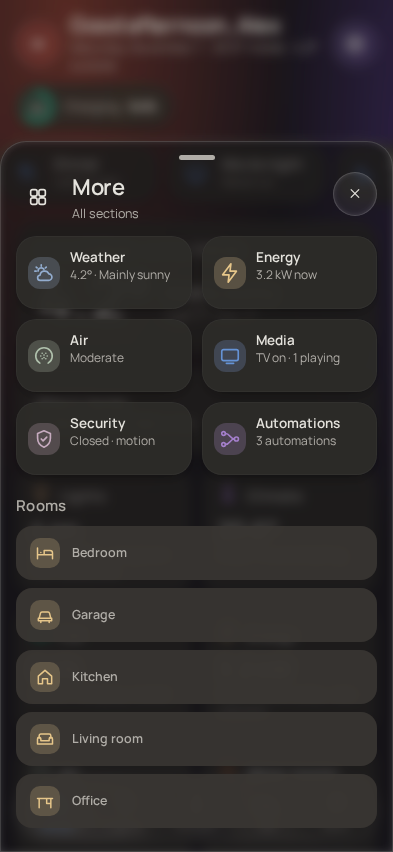 More
All sections
Weather
4.2° · Mainly sunny
Energy
3.2 kW now
Air
Moderate
Media
TV on · 1 playing
Security
Closed · motion
Automations
3 automations
Rooms
Bedroom
Garage
Kitchen
Living room
Office